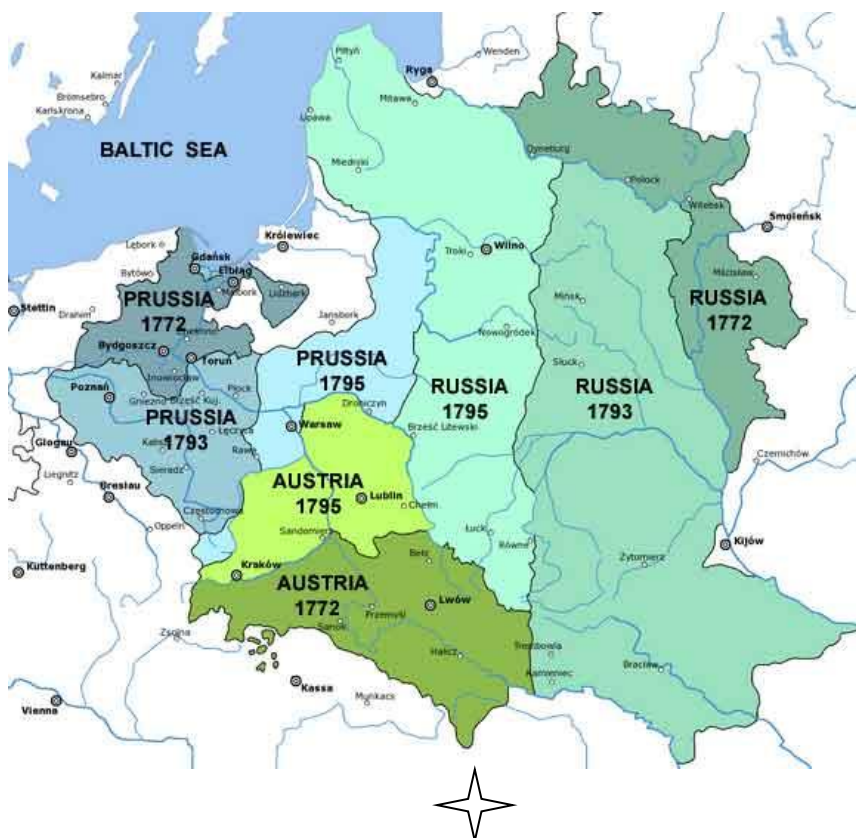 Kalmar
Brömsebro
Karlskrona
BALTIC SEA
Piltyń
Wenden
Ryga
Mitawa
Lipawa
Miedniki
Dyneburg
Połock
Witebsk
Smoleńsk
Mścisław
Królewiec
Lębork
Gdańsk
Elbląg
Bytów
Malbork
Lidzbark
Stettin
Drahim
PRUSSIA
1772
Jansbork
Troki
Wilno
Mińsk
RUSSIA
1772
Nowogródek
Słuck
Bydgoszcz
Toruń
Inowrocław
PRUSSIA
1795
RUSSIA
1795
RUSSIA
1793
Poznań
Gniezno
Brześć Kuj.
Płock
Drohiczyn
PRUSSIA
1793
Warsaw
Brześć Litewski
Łęczyca
Rawa
Glogau
Liegnitz
Sieradz
Czernichów
Breslau
AUSTRIA
1795
Lublin
Chełm
Częstochowa
Oppeln
Sandomierz
Łuck
Równe
Kijów
Kuttenberg
Kraków
Bełz
Żytomierz
AUSTRIA
1772
Lwów
Przemyśl
Sanok
Zsolna
Halicz
Trembowla
Kamieniec
Bracław
Kassa
Munkacs
Vienna